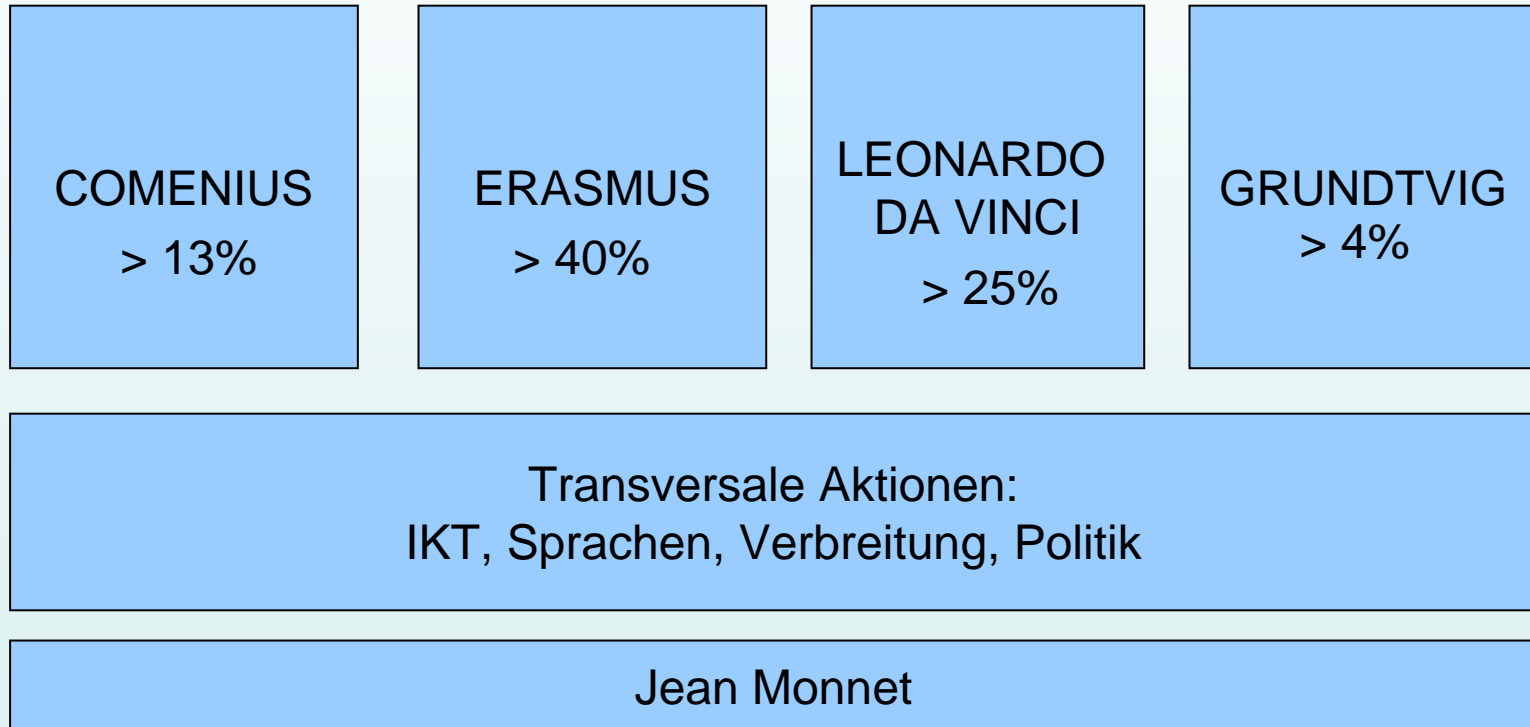 COMENIUS
> 13%
ERASMUS
> 40%
LEONARDO
DA VINCI
> 25%
GRUNDTVIG
> 4%
Transversale Aktionen:
IKT, Sprachen, Verbreitung, Politik
Jean Monnet